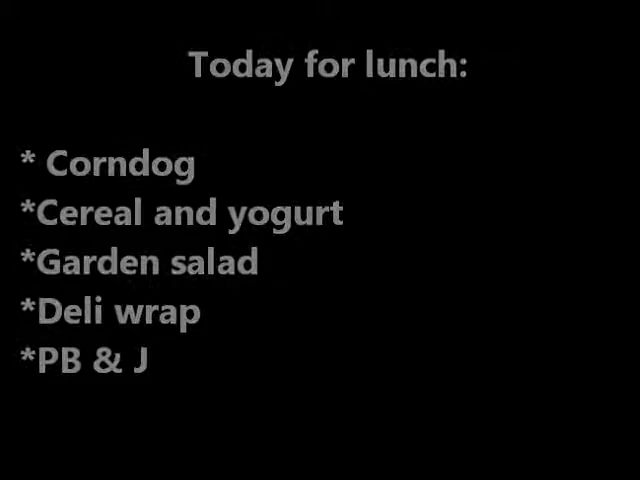 Today for lunch:
* Corndog
*Cereal and yogurt
*Garden salad
*Deli wrap
*PB & J